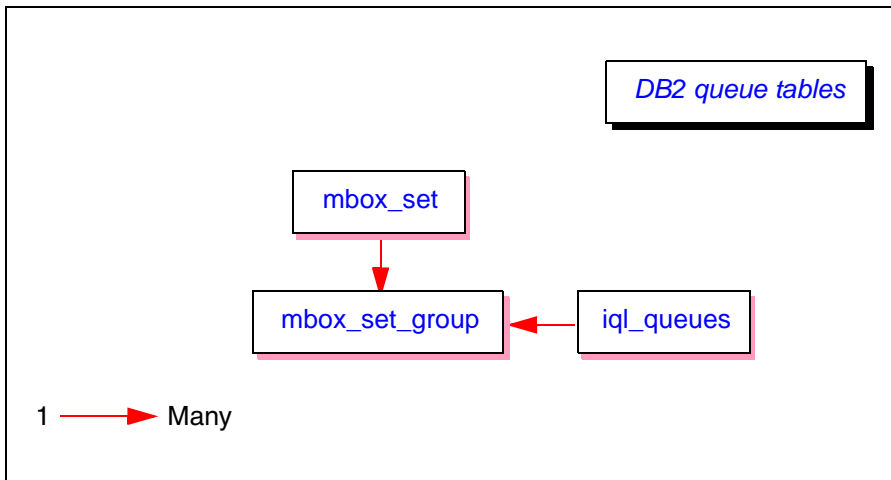 DB2 queue tables
mbox_set
mbox_set_group
iql_queues
1
Many